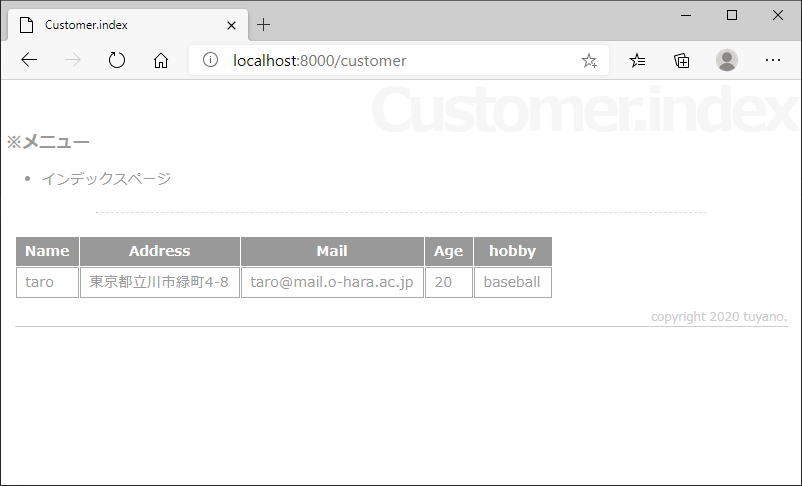 Customer.index
localhost:8000/customer
Customer.index
※メニュー
• インデックスページ
Name Address Mail Age hobby
taro 東京都立川市緑町4-8 taro@mail.o-hara.ac.jp 20 baseball
copyright 2020 tuyano.